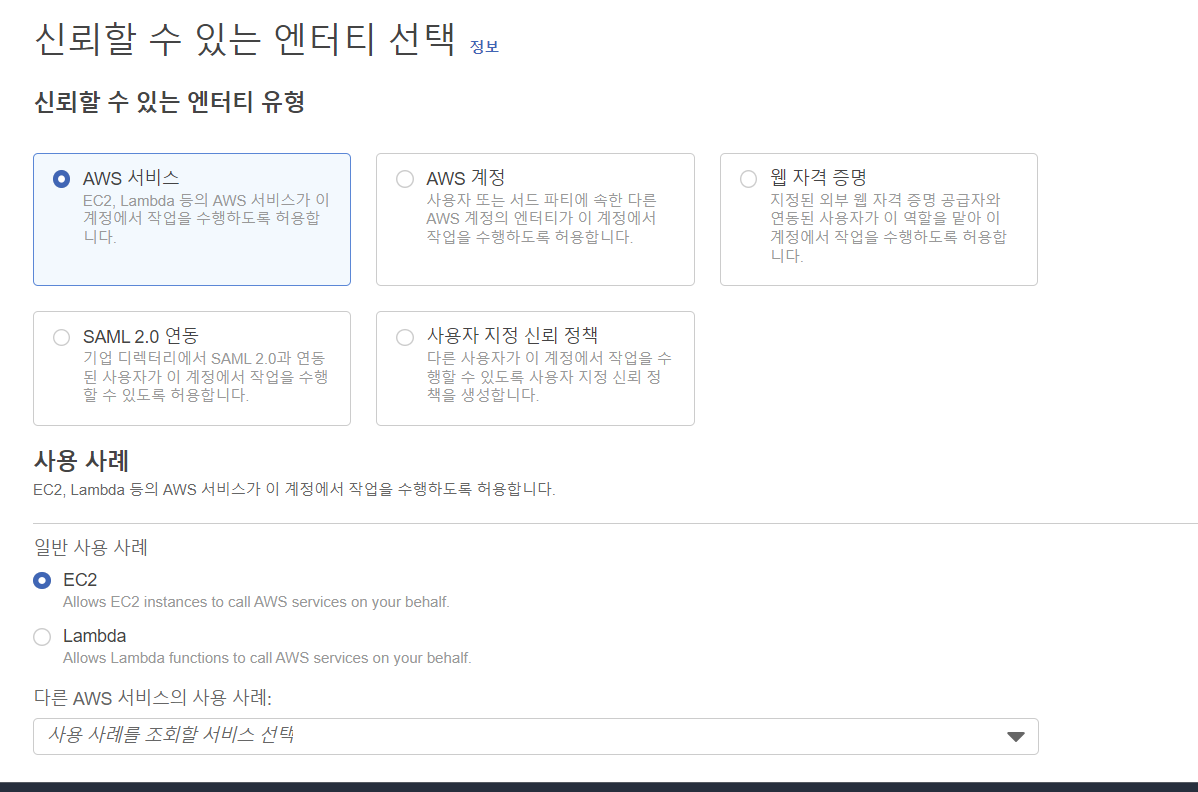 신뢰할 수 있는 엔터티 선택 정보
신뢰할 수 있는 엔터티 유형
AWS 서비스
EC2, Lambda 등의 AWS 서비스가 이
계정에서 작업을 수행하도록 허용합
니다.
AWS 계정
사용자 또는 서드 파티에 속한 다른
AWS 계정의 엔터티가 이 계정에서
작업을 수행하도록 허용합니다.
웹 자격 증명
지정된 외부 웹 자격 증명 공급자와
연동된 사용자가 이 역할을 맡아 이
계정에서 작업을 수행하도록 허용합
니다.
SAML 2.0 연동
기업 디렉터리에서 SAML 2.0과 연동
된 사용자가 이 계정에서 작업을 수행
할 수 있도록 허용합니다.
사용자 지정 신뢰 정책
다른 사용자가 이 계정에서 작업을 수
행할 수 있도록 사용자 지정 신뢰 정
책을 생성합니다.
사용 사례
EC2, Lambda 등의 AWS 서비스가 이 계정에서 작업을 수행하도록 허용합니다.
일반 사용 사례
EC2
Allows EC2 instances to call AWS services on your behalf.
Lambda
Allows Lambda functions to call AWS services on your behalf.
다른 AWS 서비스의 사용 사례:
사용 사례를 조회할 서비스 선택